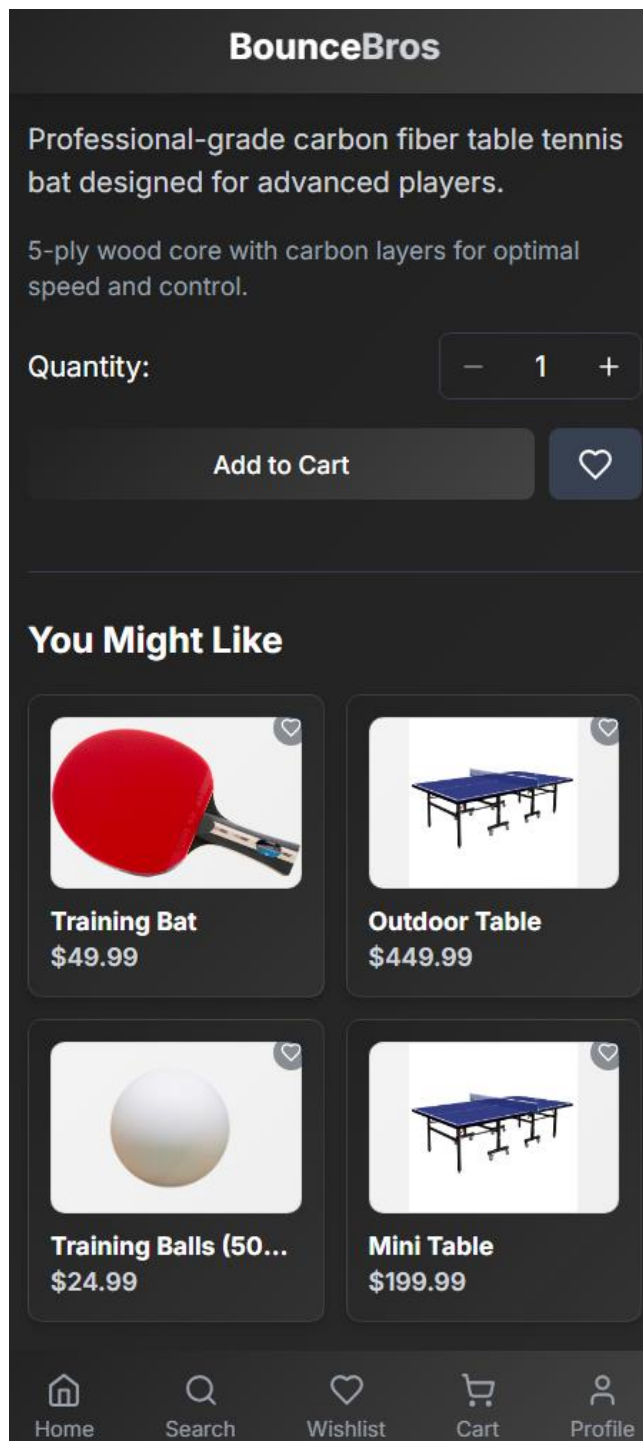 BounceBros
Professional-grade carbon fiber table tennis
bat designed for advanced players.
5-ply wood core with carbon layers for optimal
speed and control.
Quantity:
− 1 +
Add to Cart
You Might Like
Training Bat
$49.99
Outdoor Table
$449.99
Training Balls (50...
$24.99
Mini Table
$199.99
Home Search Wishlist Cart Profile